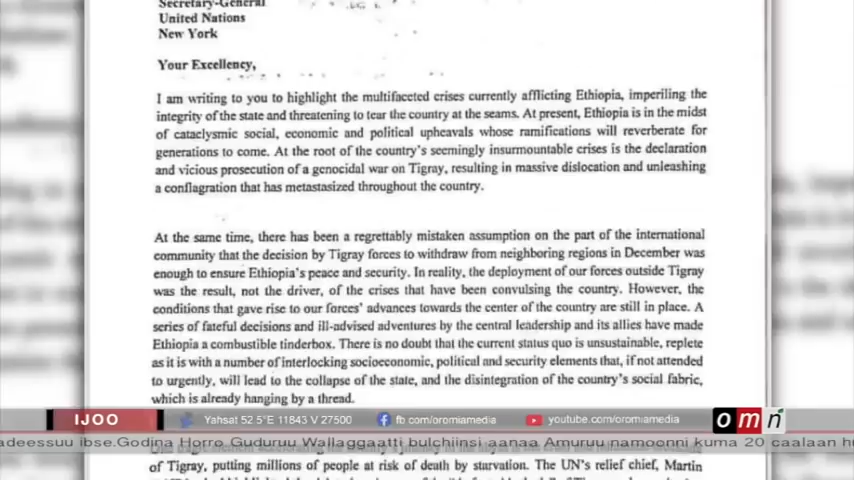 Secretary-General
United Nations
New York
Your Excellency,
I am writing to you to highlight the multifaceted crises currently afflicting Ethiopia, imperiling the
integrity of the state and threatening to tear the country at the seams. At present, Ethiopia is in the midst
of cataclysmic social, economic and political upheavals whose ramifications will reverberate for
generations to come. At the root of the country's seemingly insurmountable crises is the declaration
and vicious prosecution of a genocidal war on Tigray, resulting in massive dislocation and unleashing
a conflagration that has metastasized throughout the country.
At the same time, there has been a regrettably mistaken assumption on the part of the international
community that the decision by Tigray forces to withdraw from neighboring regions in December was
enough to ensure Ethiopia's peace and security. In reality, the deployment of our forces outside Tigray
was the result, not the driver, of the crises that have been convulsing the country. However, the
conditions that gave rise to our forces' advances towards the center of the country are still in place. A
series of fateful decisions and ill-advised adventures by the central leadership and its allies have made
Ethiopia a combustible tinderbox. There is no doubt that the current status quo is unsustainable, replete
as it is with a number of interlocking socioeconomic, political and security elements that, if not attended
to urgently, will lead to the collapse of the state, and the disintegration of the country's social fabric,
which is already hanging by a thread.
IJOO Yahsat 52.5°E 11843 V 27500 fb.com/oromiamedia youtube.com/oromiamedia omn
adeessuu ibse.Godina Horro Guduruu Wallaggaatti bulchiinsi aanaa Amuruu namoonni kuma 20 caalaan
of Tigray, putting millions of people at risk of death by starvation. The UN's relief chief, Martin